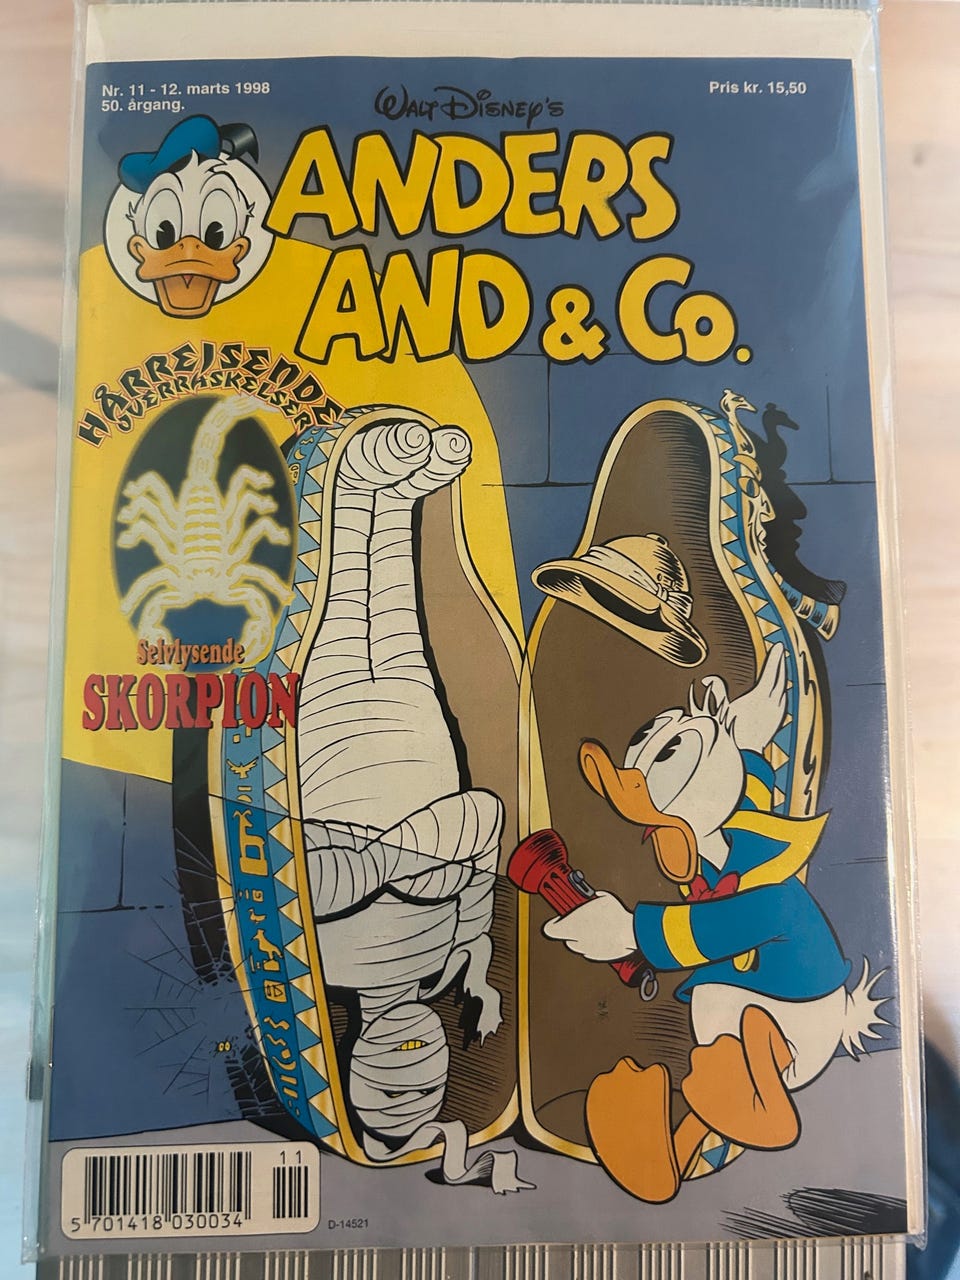 Nr. 11 - 12. marts 1998
50. årgang.
Pris kr. 15,50
WALT DISNEY'S
ANDERS
AND & Co.
HÅRREJSENDE
OVERRASKELSER
Selvlysende
SKORPION
11
5 701418 030034
D-14521